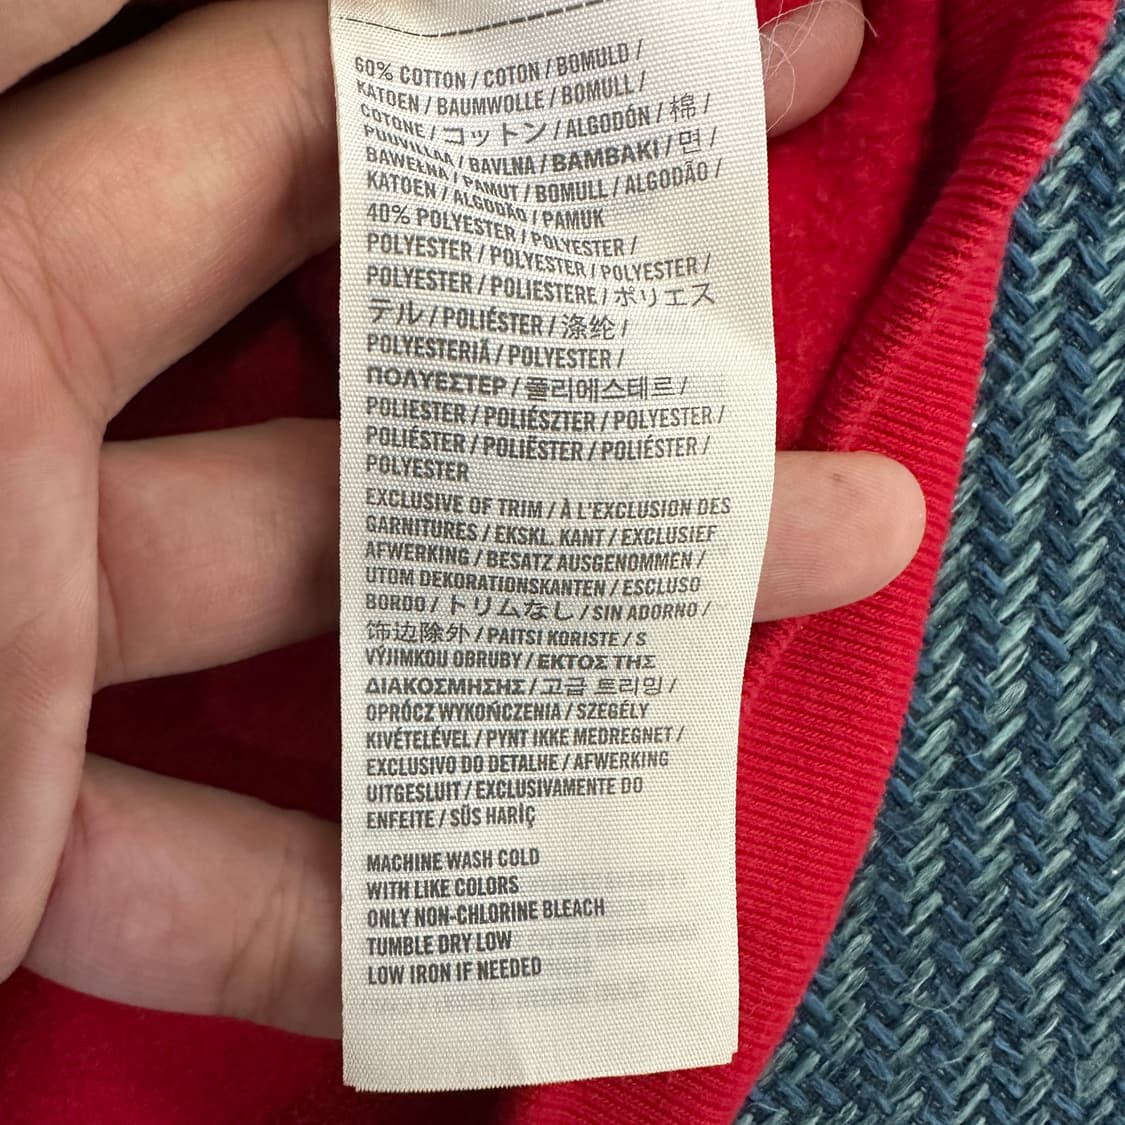 60% COTTON / COTON / BOMULD /
KATOEN / BAUMWOLLE / BOMULL /
COTONE / コットン / ALGODÓN / 棉 /
PUUVILLAA / BAVLNA / BAMBAKI / 면 /
BAWEŁNA / PAMUT / BOMULL / ALGODÃO /
KATOEN / ALGODÃO / PAMUK
40% POLYESTER / POLYESTER /
POLYESTER / POLYESTER / POLYESTER /
POLYESTER / POLIESTERE / ポリエス
テル / POLIÉSTER / 涤纶 /
POLYESTERIÄ / POLYESTER /
ΠΟΛΥΕΣΤΕΡ / 폴리에스테르 /
POLIESTER / POLIÉSZTER / POLYESTER /
POLIÉSTER / POLIËSTER / POLIÉSTER /
POLYESTER
EXCLUSIVE OF TRIM / À L'EXCLUSION DES
GARNITURES / EKSKL. KANT / EXCLUSIEF
AFWERKING / BESATZ AUSGENOMMEN /
UTOM DEKORATIONSKANTEN / ESCLUSO
BORDO / トリムなし / SIN ADORNO /
饰边除外 / PAITSI KORISTE / S
VÝJIMKOU OBRUBY / ΕΚΤΟΣ ΤΗΣ
ΔΙΑΚΟΣΜΗΣΗΣ / 고급 트리밍 /
OPRÓCZ WYKOŃCZENIA / SZEGÉLY
KIVÉTELÉVEL / PYNT IKKE MEDREGNET /
EXCLUSIVO DO DETALHE / AFWERKING
UITGESLUIT / EXCLUSIVAMENTE DO
ENFEITE / SÜS HARİÇ
MACHINE WASH COLD
WITH LIKE COLORS
ONLY NON-CHLORINE BLEACH
TUMBLE DRY LOW
LOW IRON IF NEEDED